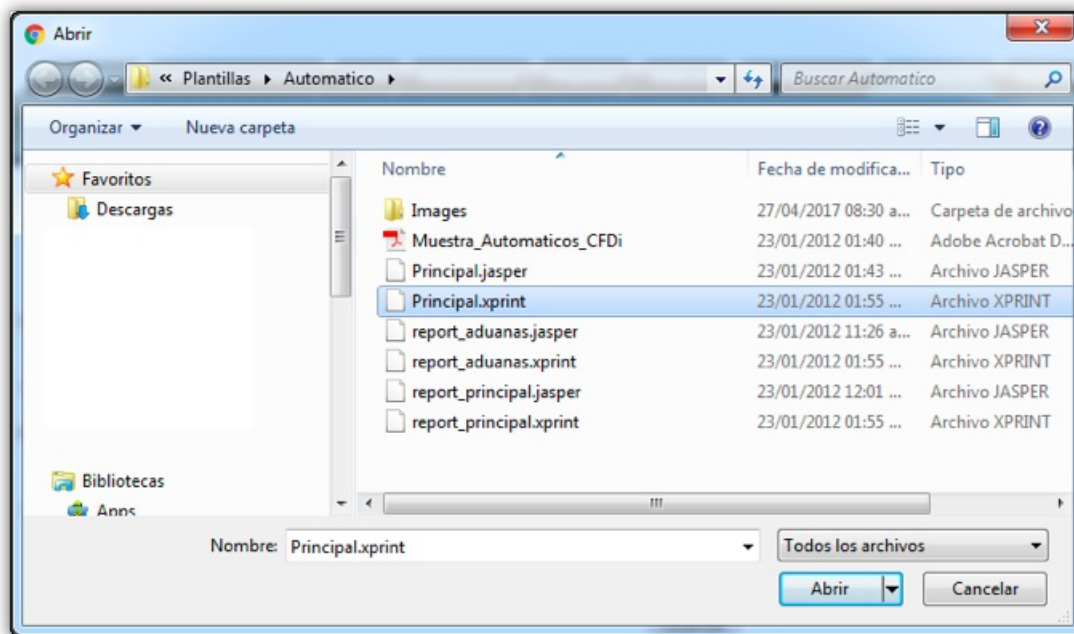 Abrir
« Plantillas Automatico
Buscar Automatico
Organizar Nueva carpeta
Favoritos
Descargas
Bibliotecas
Apps
Nombre Fecha de modifica... Tipo
Images 27/04/2017 08:30 a... Carpeta de archivo
Muestra_Automaticos_CFDi 23/01/2012 01:40 ... Adobe Acrobat D...
Principal.jasper 23/01/2012 01:43 ... Archivo JASPER
Principal.xprint 23/01/2012 01:55 ... Archivo XPRINT
report_aduanas.jasper 23/01/2012 11:26 a... Archivo JASPER
report_aduanas.xprint 23/01/2012 01:55 ... Archivo XPRINT
report_principal.jasper 23/01/2012 12:01 ... Archivo JASPER
report_principal.xprint 23/01/2012 01:55 ... Archivo XPRINT
Nombre: Principal.xprint Todos los archivos
Abrir Cancelar